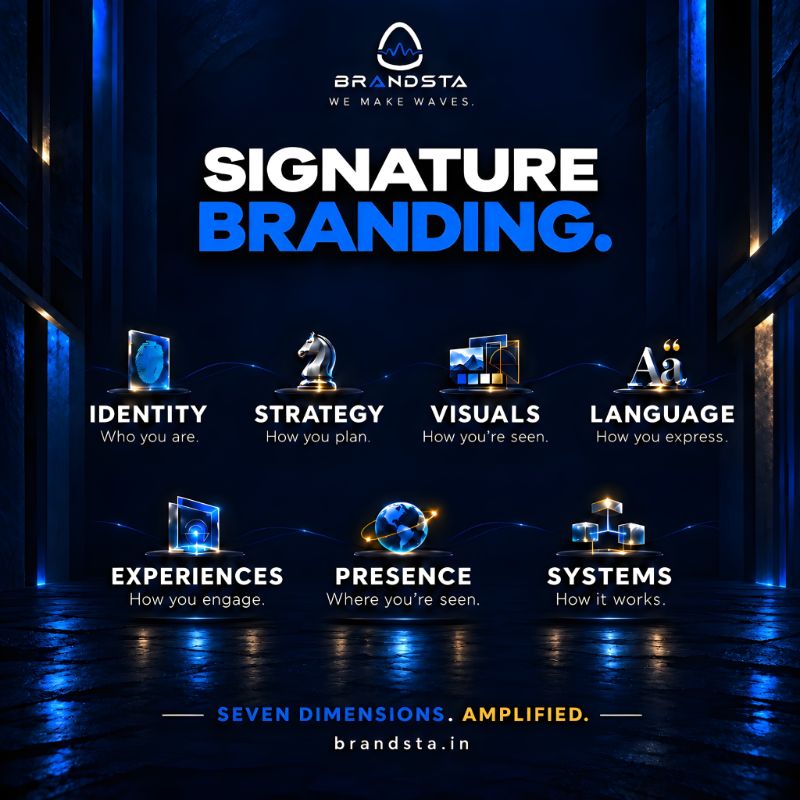 BRANDSTA
WE MAKE WAVES.
SIGNATURE
BRANDING.
IDENTITY
Who you are.
STRATEGY
How you plan.
VISUALS
How you're seen.
Aä
“
LANGUAGE
How you express.
EXPERIENCES
How you engage.
PRESENCE
Where you're seen.
SYSTEMS
How it works.
SEVEN DIMENSIONS. AMPLIFIED.
brandsta.in